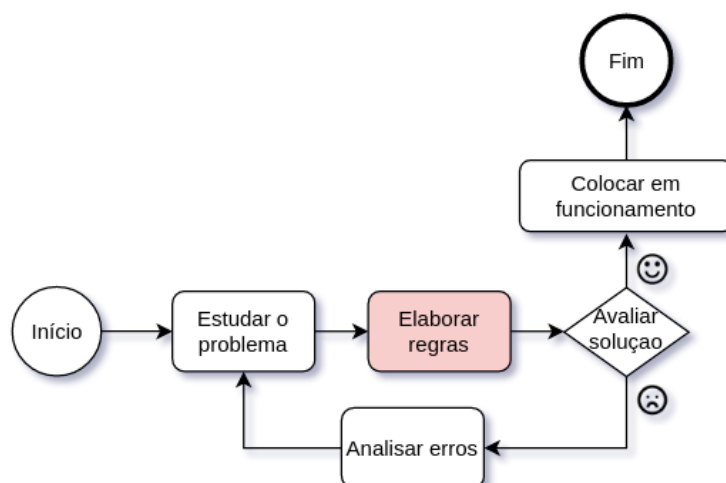 Fim
Colocar em
funcionamento
Início
Estudar o
problema
Elaborar
regras
Avaliar
soluçao
Analisar erros